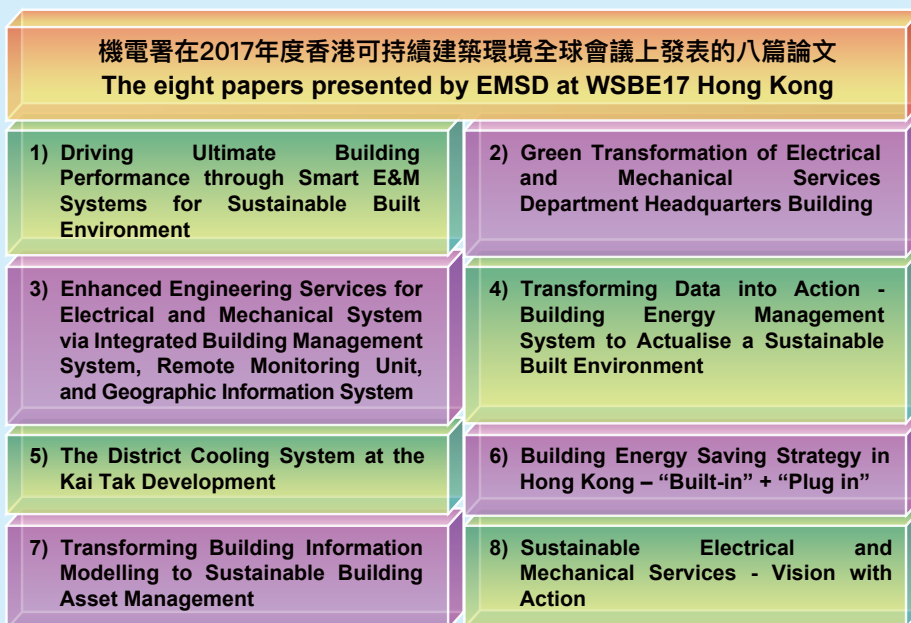 機電署在2017年度香港可持續建築環境全球會議上發表的八篇論文
The eight papers presented by EMSD at WSBE17 Hong Kong
1) Driving Ultimate Building
Performance through Smart E&M
Systems for Sustainable Built
Environment
2) Green Transformation of Electrical
and Mechanical Services
Department Headquarters Building
3) Enhanced Engineering Services for
Electrical and Mechanical System
via Integrated Building Management
System, Remote Monitoring Unit,
and Geographic Information System
4) Transforming Data into Action -
Building Energy Management
System to Actualise a Sustainable
Built Environment
5) The District Cooling System at the
Kai Tak Development
6) Building Energy Saving Strategy in
Hong Kong – “Built-in” + “Plug in”
7) Transforming Building Information
Modelling to Sustainable Building
Asset Management
8) Sustainable Electrical and
Mechanical Services - Vision with
Action